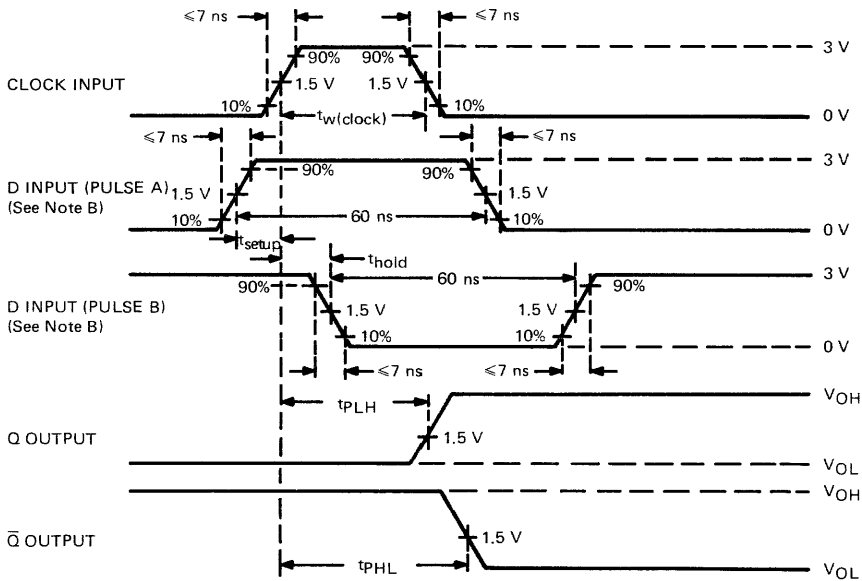 ≤7 ns ≤7 ns
90% 90% 3 V
CLOCK INPUT 1.5 V 1.5 V
10% tw(clock) 10% 0 V
≤7 ns ≤7 ns
3 V
90% 90%
D INPUT (PULSE A) 1.5 V 1.5 V
(See Note B) 10% 60 ns 10%
0 V
tsetup
thold
60 ns 3 V
90% 90%
D INPUT (PULSE B) 1.5 V 1.5 V
(See Note B) 10% 10%
0 V
≤7 ns ≤7 ns
tPLH VOH
Q OUTPUT 1.5 V
VOL
VOH
Q̅ OUTPUT 1.5 V
tPHL VOL